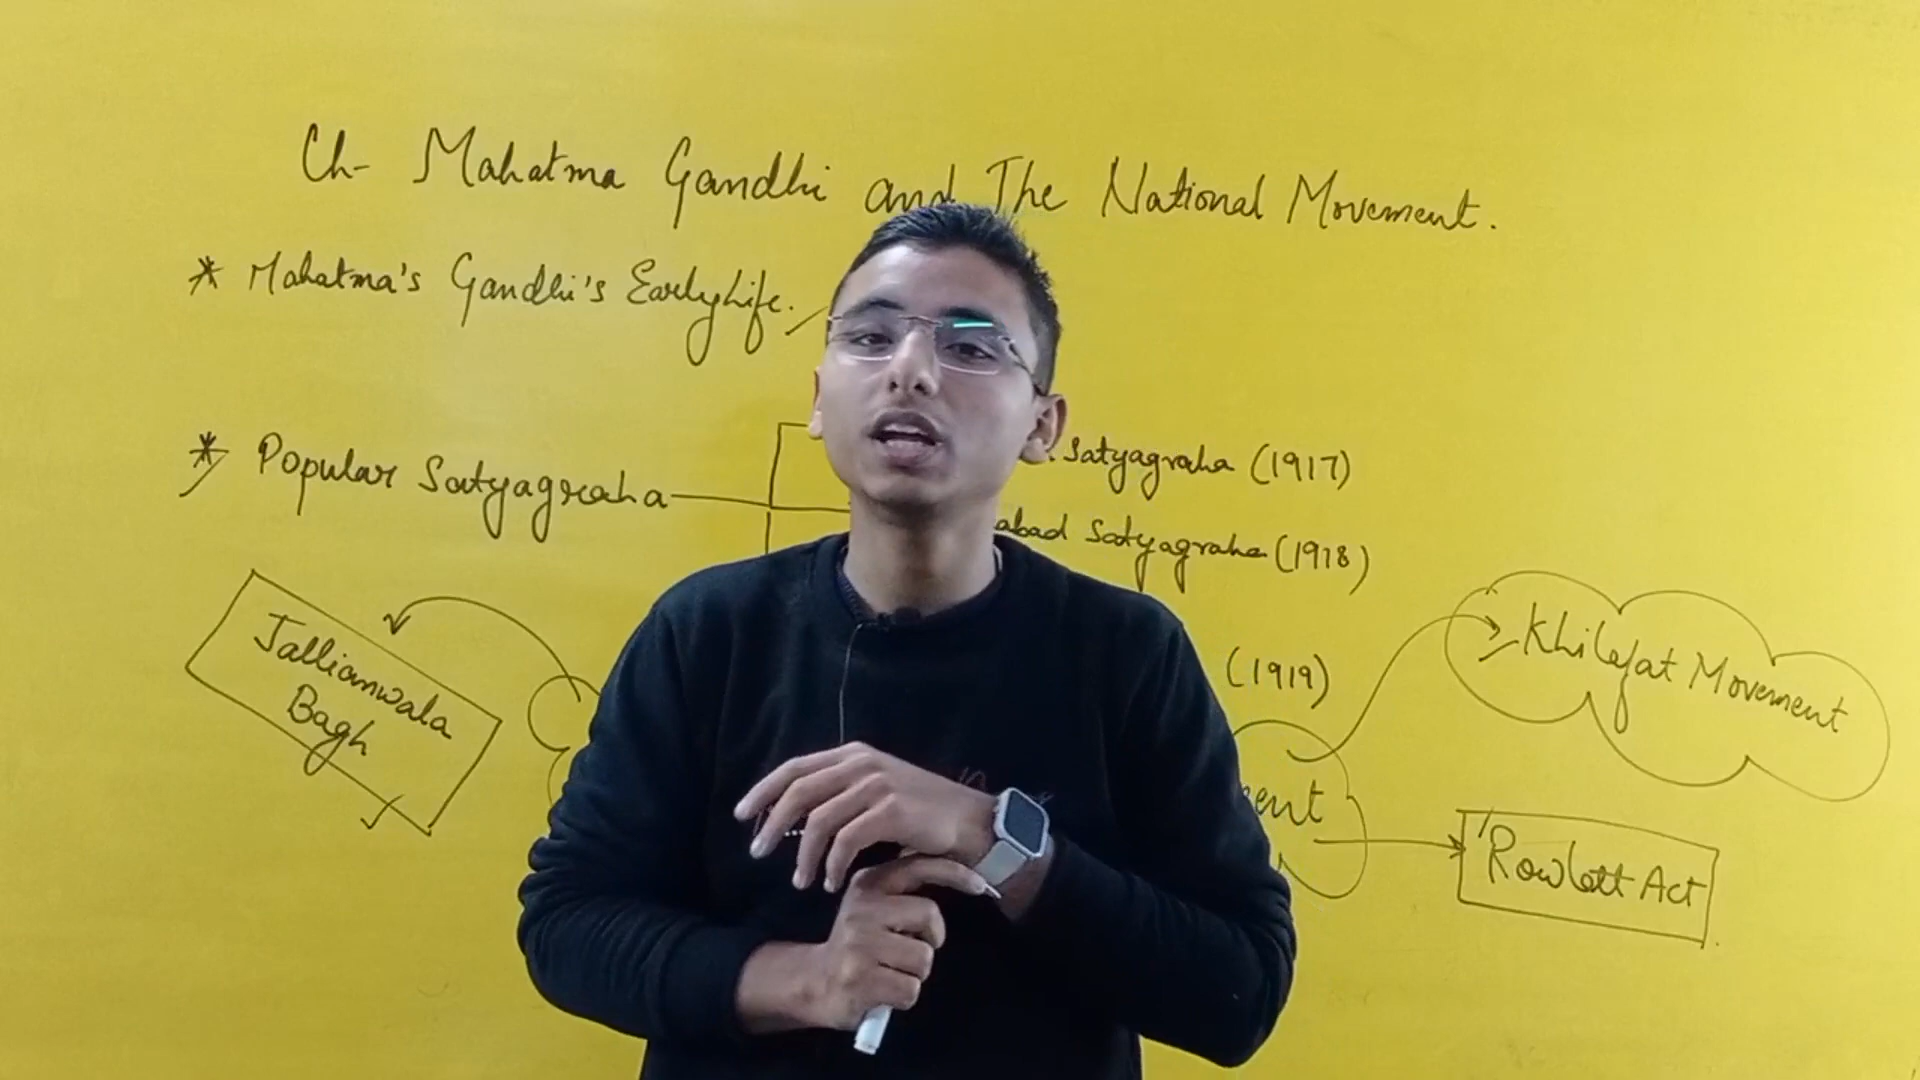 Ch- Mahatma Gandhi and The National Movement.
* Mahatma's Gandhi's Early Life.
* Popular Satyagraha
Satyagraha (1917)
abad Satyagraha (1918)
(1919)
Jallianwala
Bagh
Khilafat Movement
Rowlatt Act